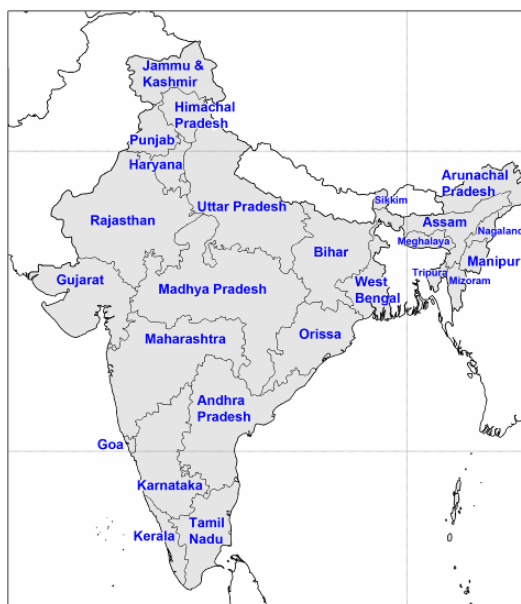 Jammu &
Kashmir
Himachal
Pradesh
Punjab
Haryana
Arunachal
Pradesh
Sikkim
Uttar Pradesh
Rajasthan
Assam
Nagaland
Meghalaya
Bihar
Manipur
Gujarat
Tripura
Mizoram
Madhya Pradesh
West
Bengal
Maharashtra
Orissa
Andhra
Pradesh
Goa
Karnataka
Kerala
Tamil
Nadu